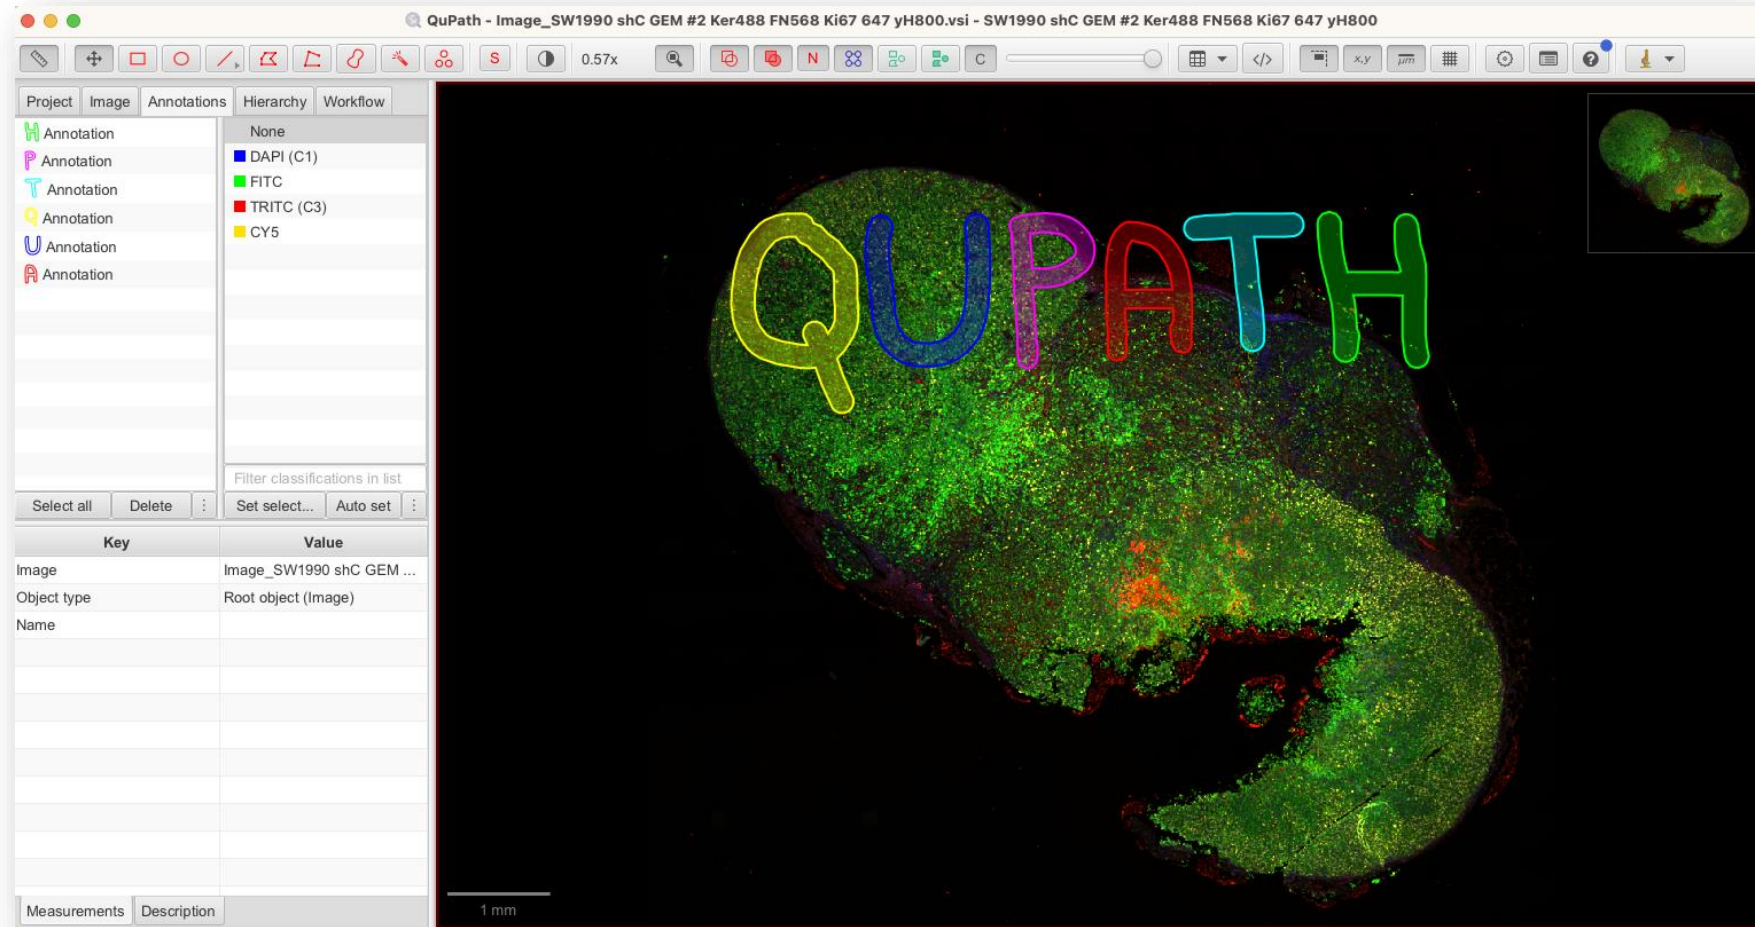 QuPath - Image_SW1990 shC GEM #2 Ker488 FN568 Ki67 647 yH800.vsi - SW1990 shC GEM #2 Ker488 FN568 Ki67 647 yH800
S 0.57x N C </> x,y µm
Project Image Annotations Hierarchy Workflow
H Annotation
P Annotation
T Annotation
Q Annotation
U Annotation
A Annotation
None
DAPI (C1)
FITC
TRITC (C3)
CY5
Filter classifications in list
Select all Delete Set select... Auto set
Key Value
Image Image_SW1990 shC GEM ...
Object type Root object (Image)
Name
Measurements Description
QUPATH
1 mm